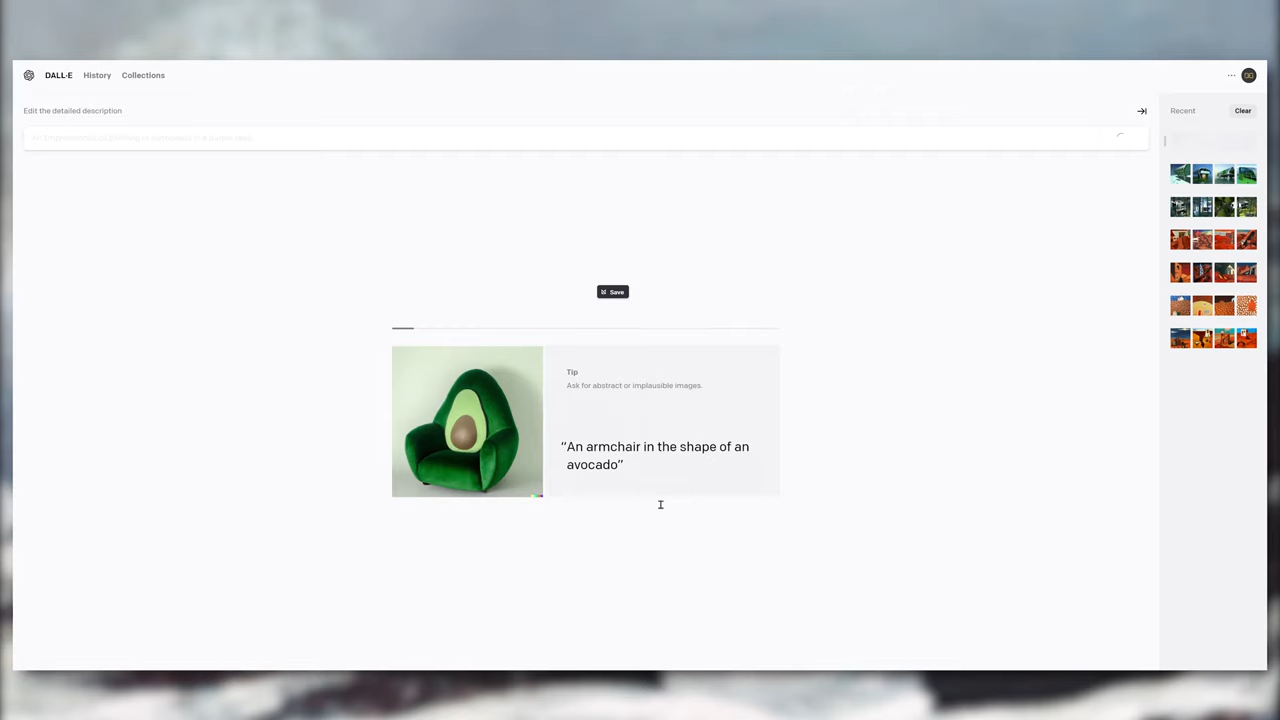 DALL·E
History
Collections
Edit the detailed description
Recent
Clear
Save
Tip
Ask for abstract or implausible images.
“An armchair in the shape of an
avocado”